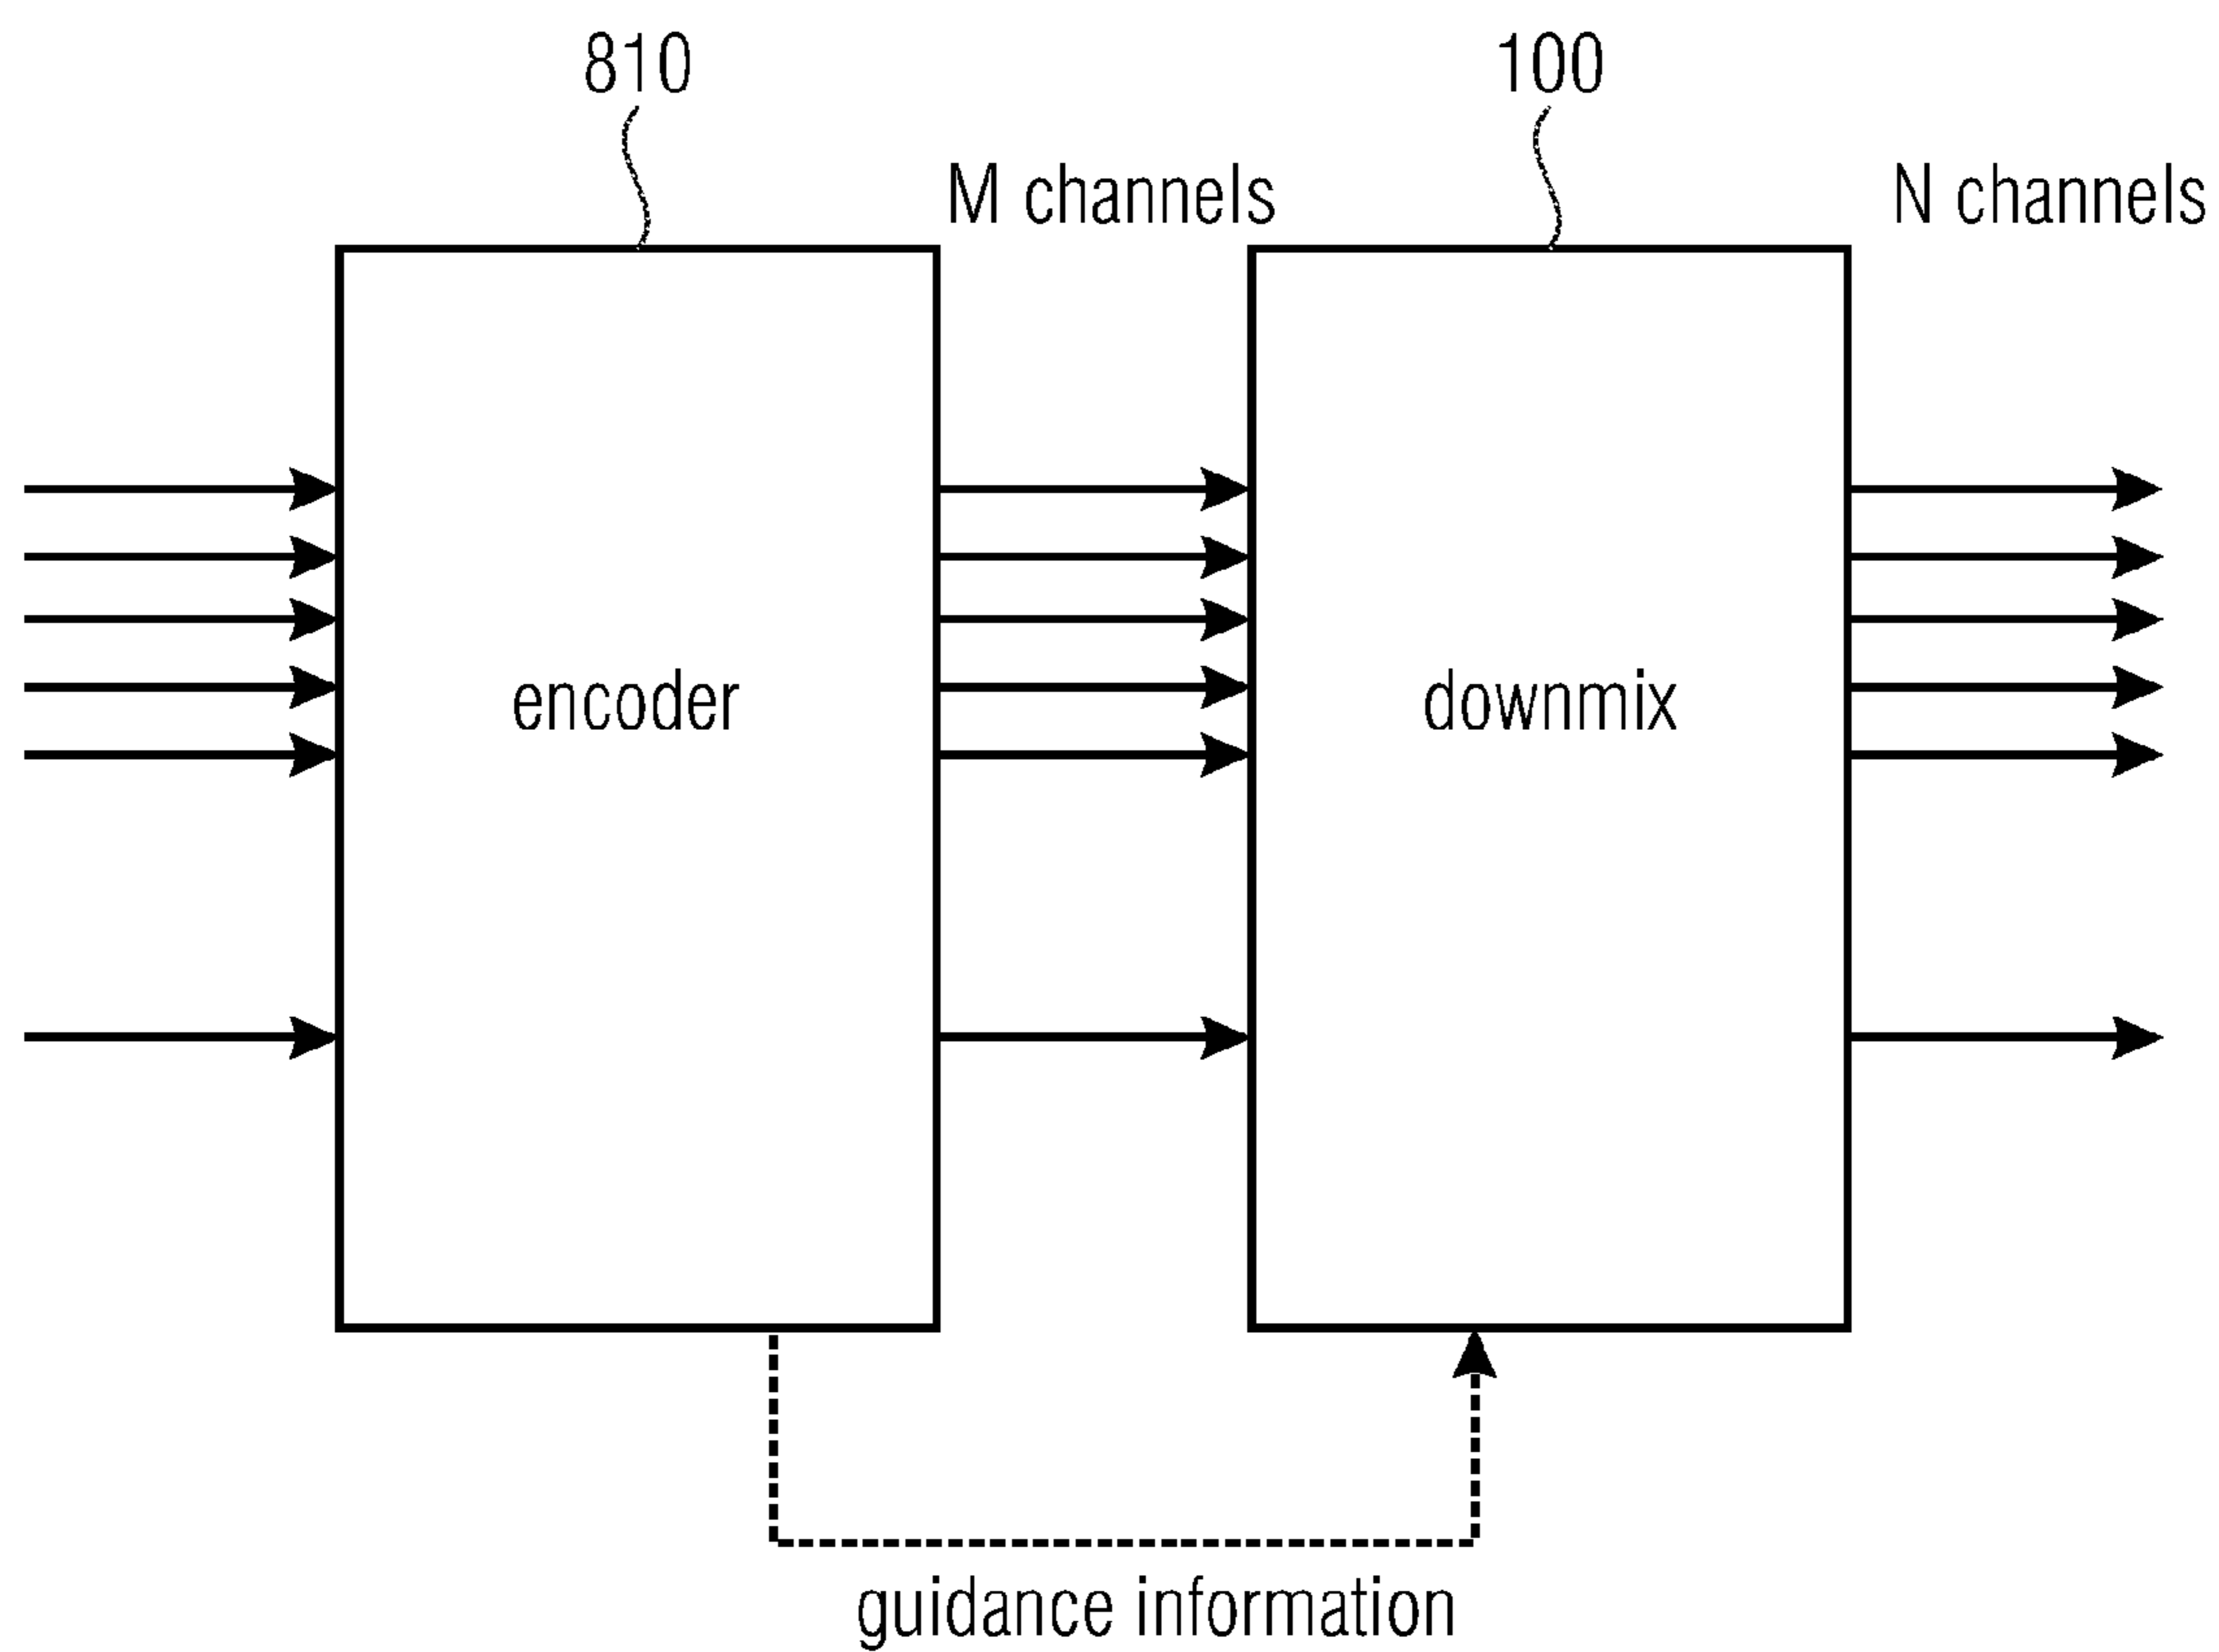 810
100
M channels
N channels
encoder
downmix
guidance information